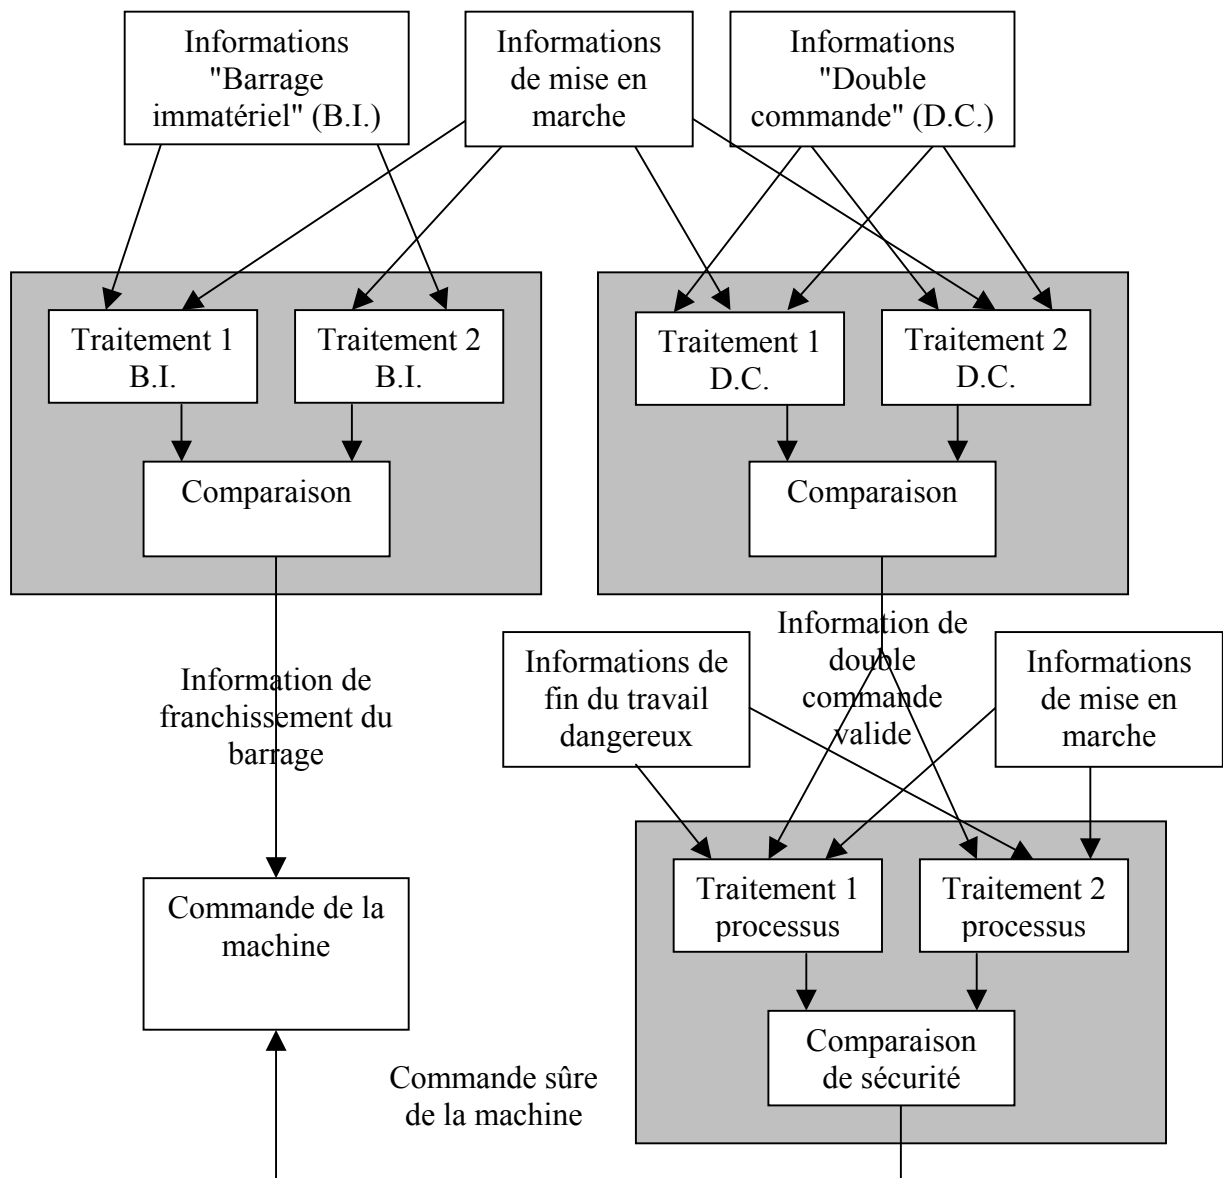 Informations
"Barrage
immatériel" (B.I.)
Informations
de mise en
marche
Informations
"Double
commande" (D.C.)
Traitement 1
B.I.
Traitement 2
B.I.
Traitement 1
D.C.
Traitement 2
D.C.
Comparaison
Comparaison
Information de
franchissement du
barrage
Informations de
fin du travail
dangereux
Information de
double
commande
valide
Informations
de mise en
marche
Commande de la
machine
Traitement 1
processus
Traitement 2
processus
Comparaison
de sécurité
Commande sûre
de la machine